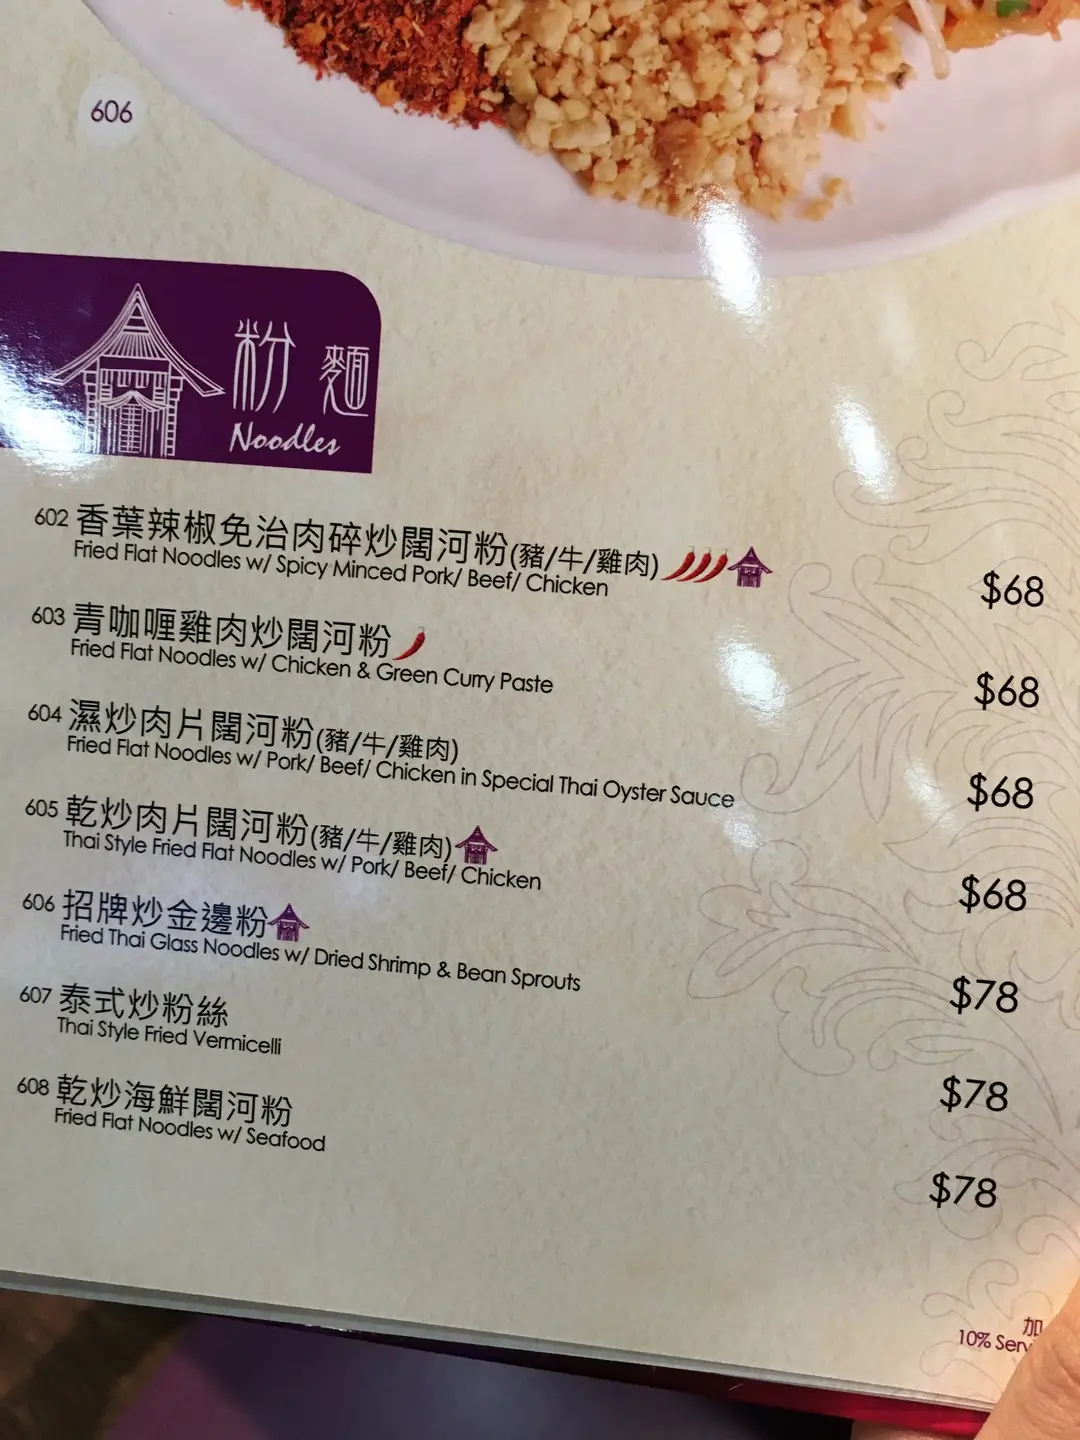 606
粉麵
Noodles
602 香葉辣椒免治肉碎炒闊河粉(豬/牛/雞肉)
Fried Flat Noodles w/ Spicy Minced Pork/ Beef/ Chicken
$68
603 青咖喱雞肉炒闊河粉
Fried Flat Noodles w/ Chicken & Green Curry Paste
$68
604 濕炒肉片闊河粉(豬/牛/雞肉)
Fried Flat Noodles w/ Pork/ Beef/ Chicken in Special Thai Oyster Sauce
$68
605 乾炒肉片闊河粉(豬/牛/雞肉)
Thai Style Fried Flat Noodles w/ Pork/ Beef/ Chicken
$68
606 招牌炒金邊粉
Fried Thai Glass Noodles w/ Dried Shrimp & Bean Sprouts
$78
607 泰式炒粉絲
Thai Style Fried Vermicelli
$78
608 乾炒海鮮闊河粉
Fried Flat Noodles w/ Seafood
$78
加
10% Serv